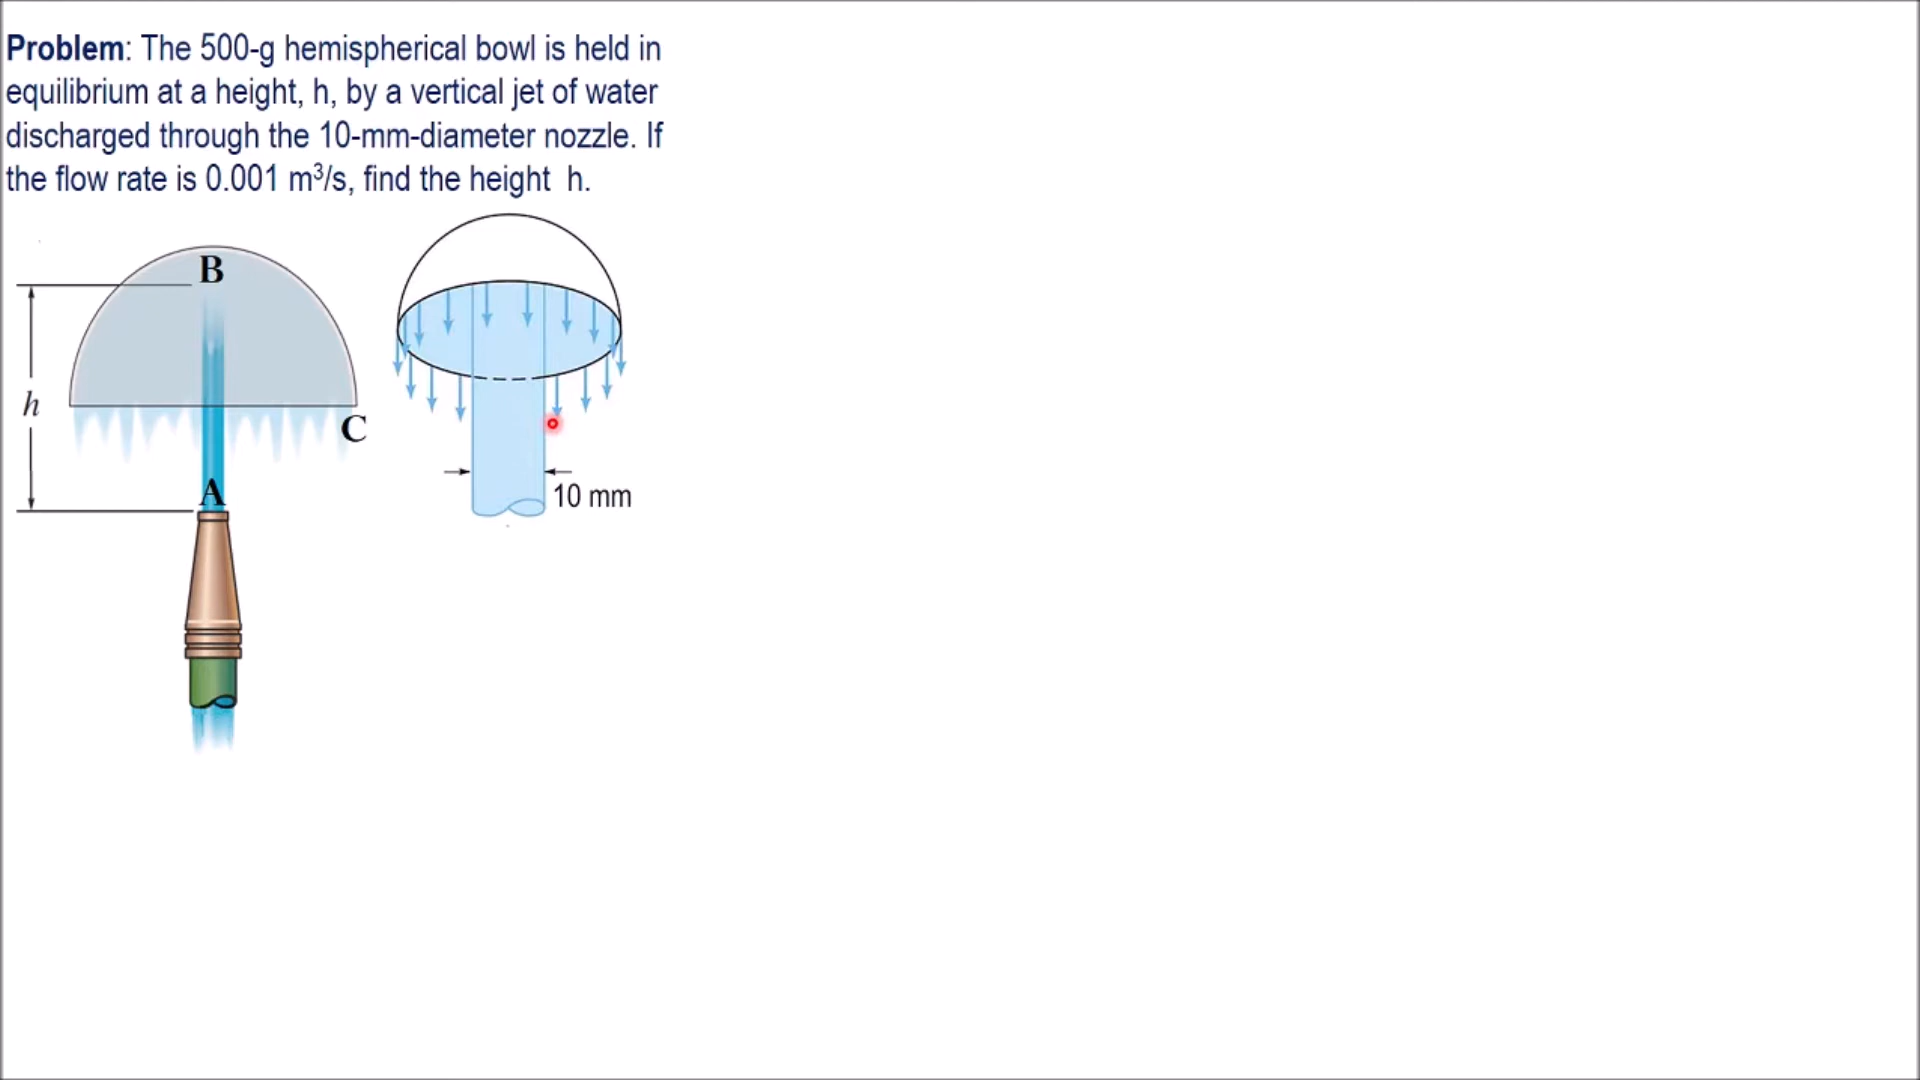 Problem: The 500-g hemispherical bowl is held in
equilibrium at a height, h, by a vertical jet of water
discharged through the 10-mm-diameter nozzle. If
the flow rate is 0.001 m³/s, find the height h.
B
h
C
A
10 mm